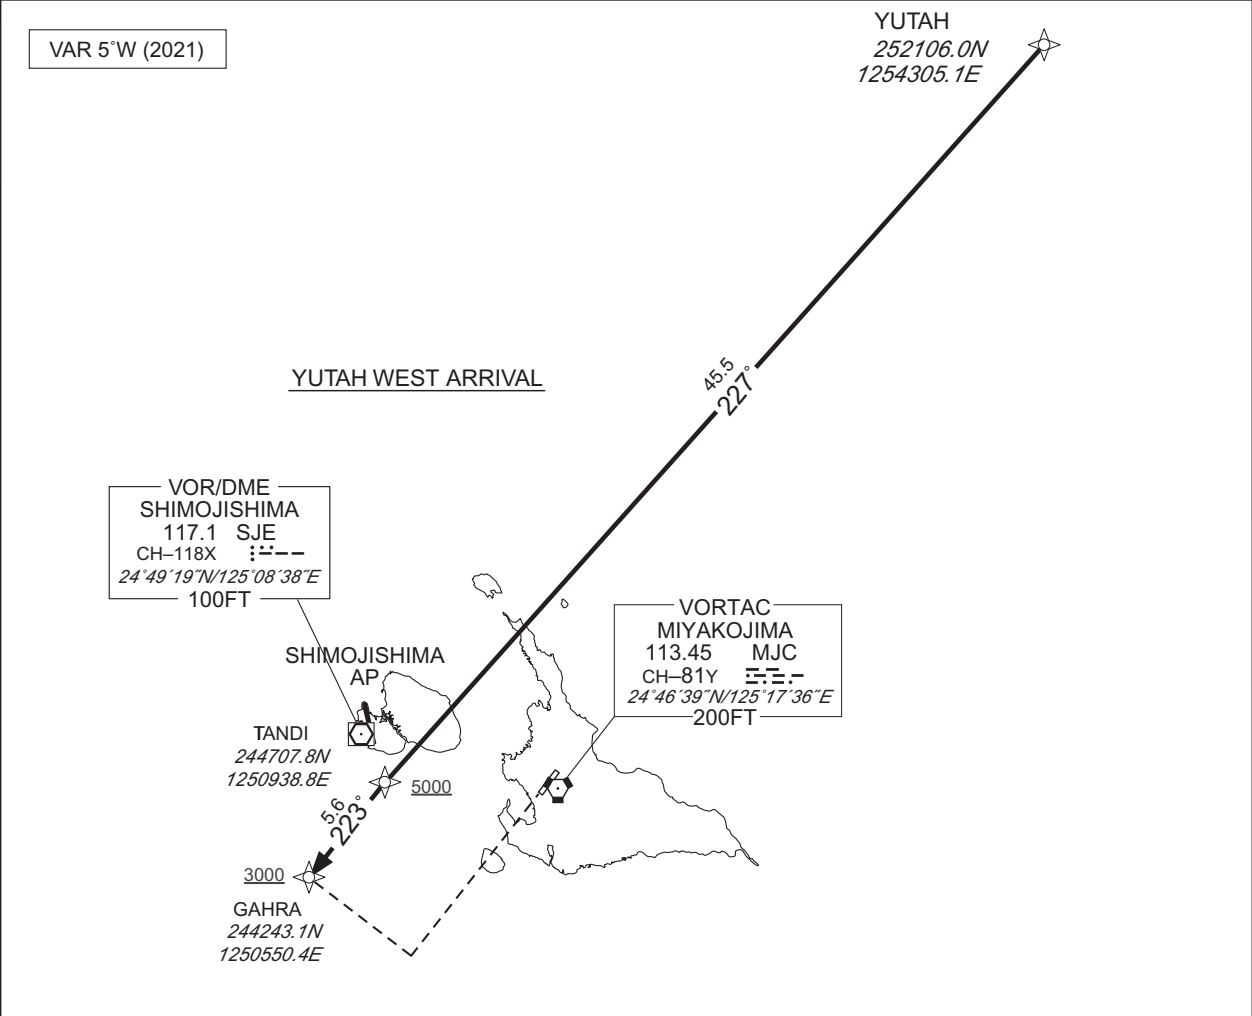 VAR 5˚W (2021)
YUTAH
252106.0N
1254305.1E
45.5
227˚
YUTAH WEST ARRIVAL
VOR/DME
SHIMOJISHIMA
117.1 SJE
CH–118X
24˚49´19˝N/125˚08´38˝E
100FT
VORTAC
MIYAKOJIMA
113.45 MJC
CH–81Y
24˚46´39˝N/125˚17´36˝E
200FT
SHIMOJISHIMA
AP
TANDI
244707.8N
1250938.8E
5000
5.6
223˚
3000
GAHRA
244243.1N
1250550.4E